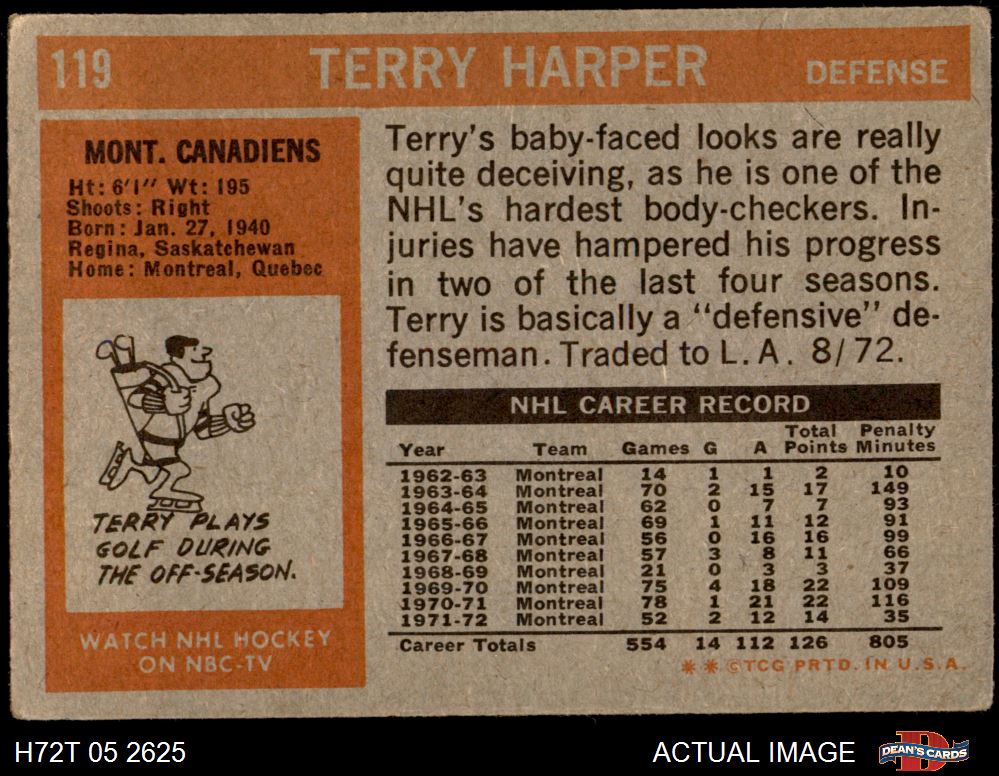 119 TERRY HARPER DEFENSE
MONT. CANADIENS
Ht: 6'1" Wt: 195
Shoots: Right
Born: Jan. 27, 1940
Regina, Saskatchewan
Home: Montreal, Quebec
TERRY PLAYS
GOLF DURING
THE OFF-SEASON.
WATCH NHL HOCKEY
ON NBC-TV
Terry's baby-faced looks are really
quite deceiving, as he is one of the
NHL's hardest body-checkers. In-
juries have hampered his progress
in two of the last four seasons.
Terry is basically a "defensive" de-
fenseman. Traded to L.A. 8/72.
NHL CAREER RECORD
Year Team Games G A Total Points Penalty Minutes
1962-63 Montreal 14 1 1 2 10
1963-64 Montreal 70 2 15 17 149
1964-65 Montreal 62 0 7 7 93
1965-66 Montreal 69 1 11 12 91
1966-67 Montreal 56 0 16 16 99
1967-68 Montreal 57 3 8 11 66
1968-69 Montreal 21 0 3 3 37
1969-70 Montreal 75 4 18 22 109
1970-71 Montreal 78 1 21 22 116
1971-72 Montreal 52 2 12 14 35
Career Totals 554 14 112 126 805
* * ©TCG PRTD. IN U.S.A.
H72T 05 2625 ACTUAL IMAGE DEAN'S CARDS